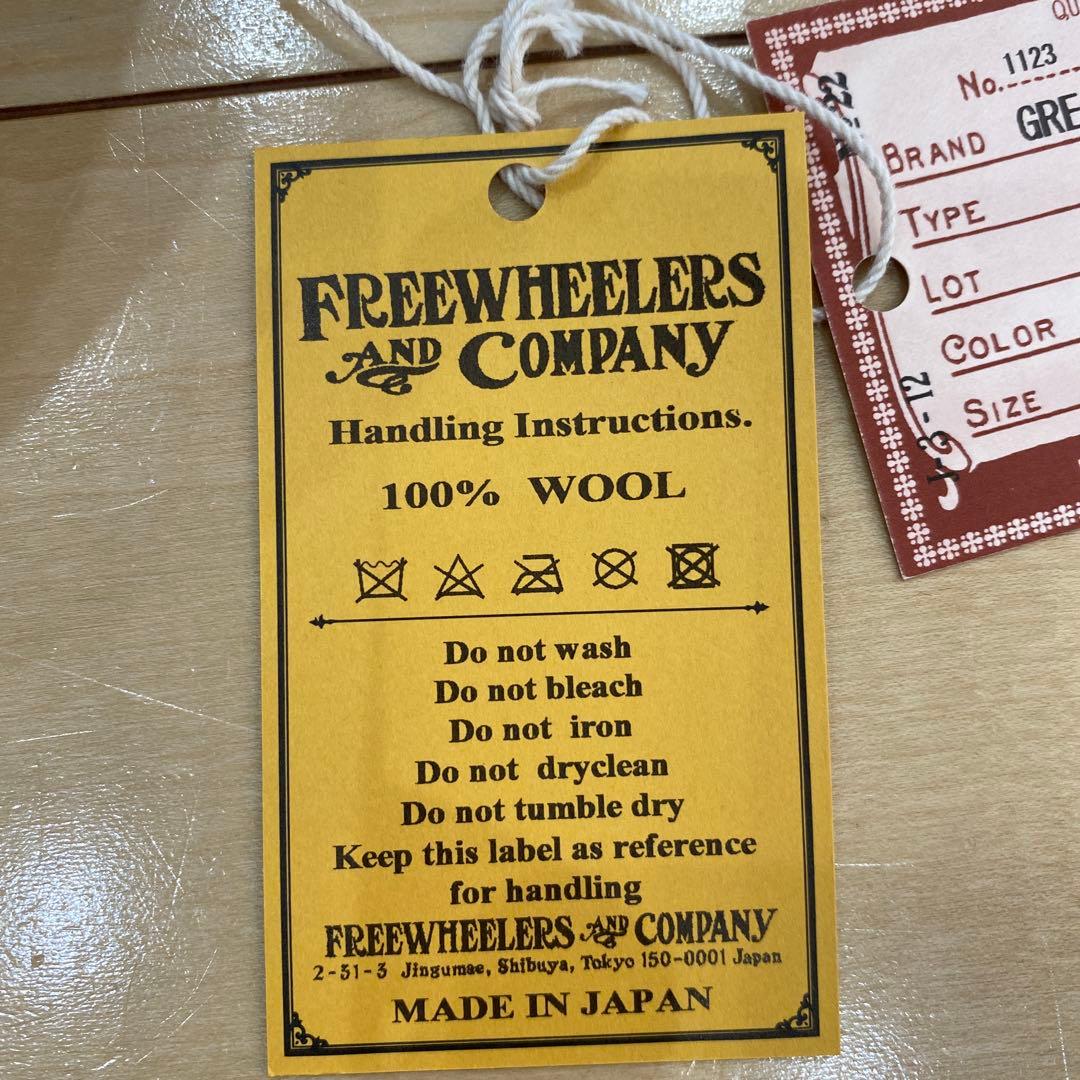 FREEWHEELERS
AND COMPANY
Handling Instructions.
100% WOOL
Do not wash
Do not bleach
Do not iron
Do not dryclean
Do not tumble dry
Keep this label as reference
for handling
FREEWHEELERS AND COMPANY
2-31-3 Jingumae, Shibuya, Tokyo 150-0001 Japan
MADE IN JAPAN
No. 1123
BRAND GRE
TYPE
LOT
COLOR
SIZE